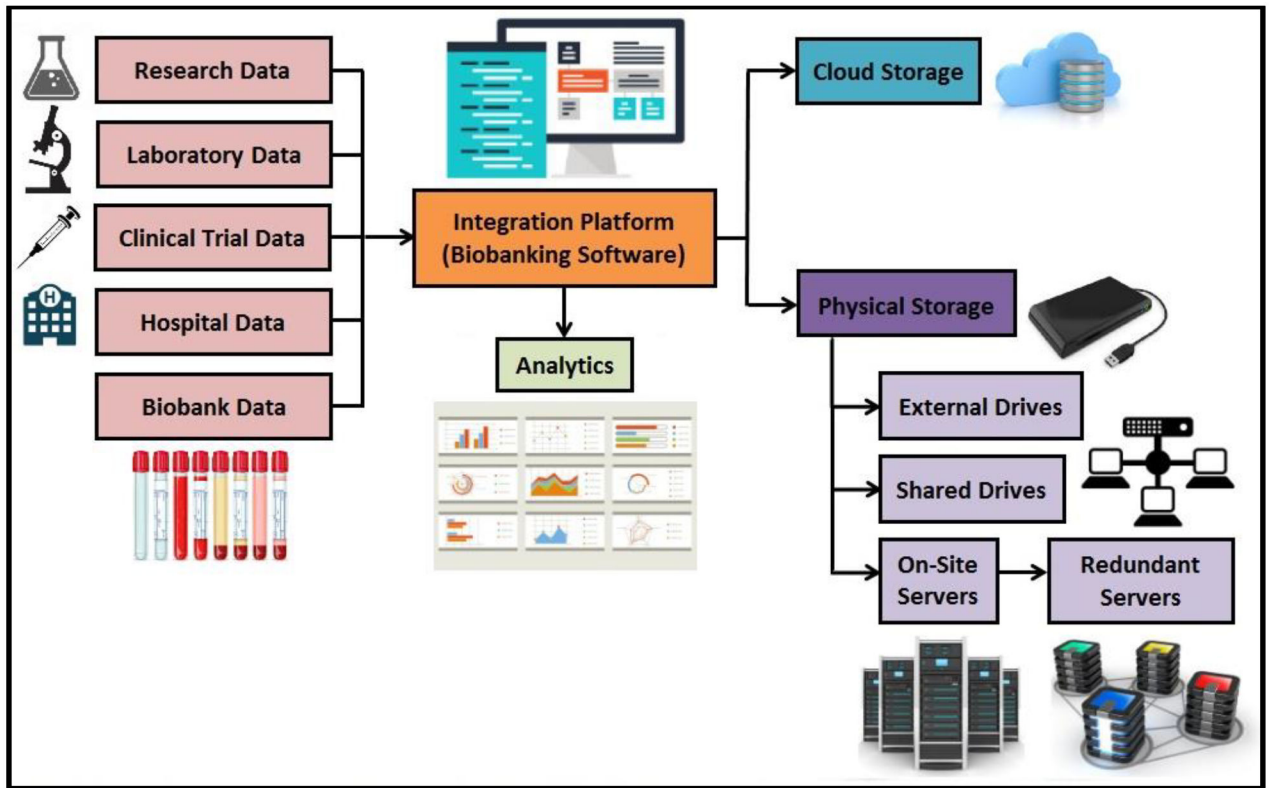 Research Data
Laboratory Data
Clinical Trial Data
Hospital Data
Biobank Data
Integration Platform
(Biobanking Software)
Analytics
Cloud Storage
Physical Storage
External Drives
Shared Drives
On-Site
Servers
Redundant
Servers
H